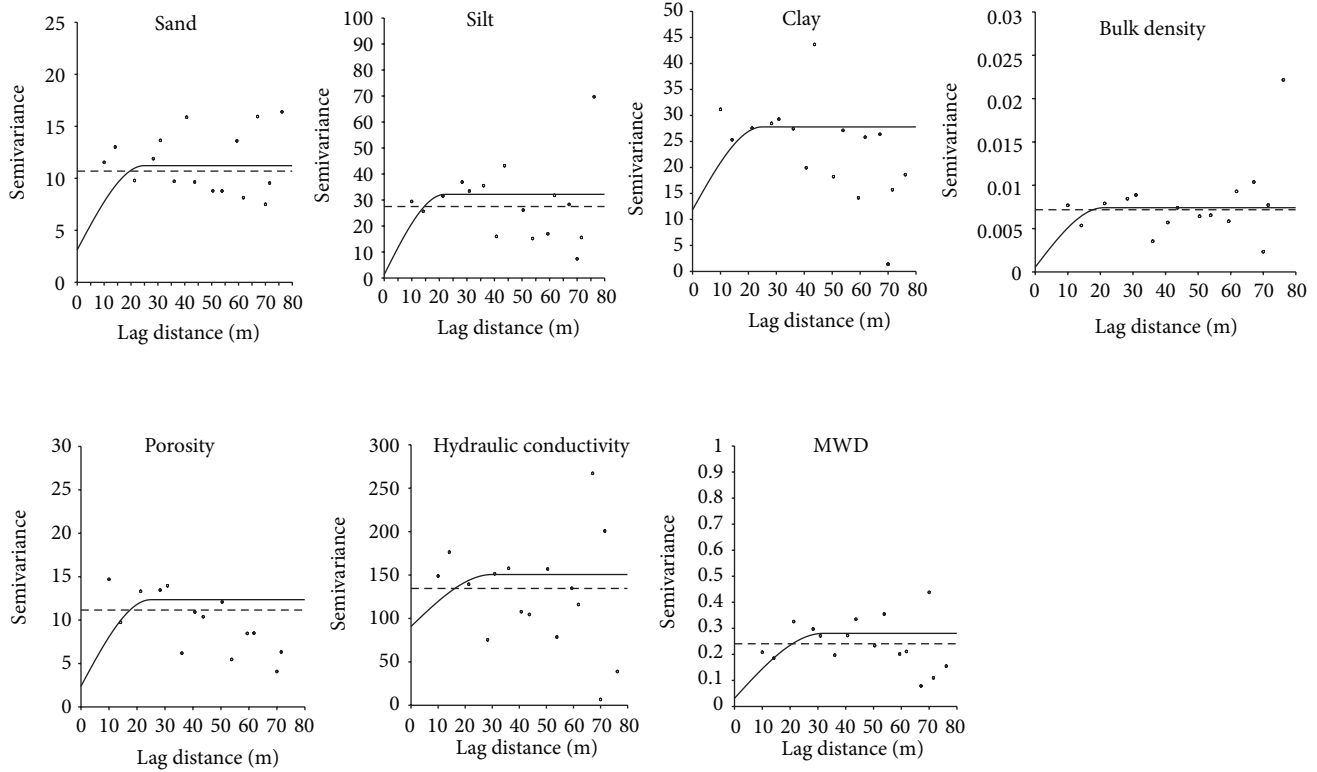 Sand
Semivariance
25
20
15
10
5
0
0 10 20 30 40 50 60 70 80
Lag distance (m)
Silt
Semivariance
100
90
80
70
60
50
40
30
20
10
0
0 10 20 30 40 50 60 70 80
Lag distance (m)
Clay
Semivariance
50
45
40
35
30
25
20
15
10
5
0
0 10 20 30 40 50 60 70 80
Lag distance (m)
Bulk density
Semivariance
0.03
0.025
0.02
0.015
0.01
0.005
0
0 10 20 30 40 50 60 70 80
Lag distance (m)
Porosity
Semivariance
30
25
20
15
10
5
0
0 10 20 30 40 50 60 70 80
Lag distance (m)
Hydraulic conductivity
Semivariance
300
250
200
150
100
50
0
0 10 20 30 40 50 60 70 80
Lag distance (m)
MWD
Semivariance
1
0.9
0.8
0.7
0.6
0.5
0.4
0.3
0.2
0.1
0
0 10 20 30 40 50 60 70 80
Lag distance (m)